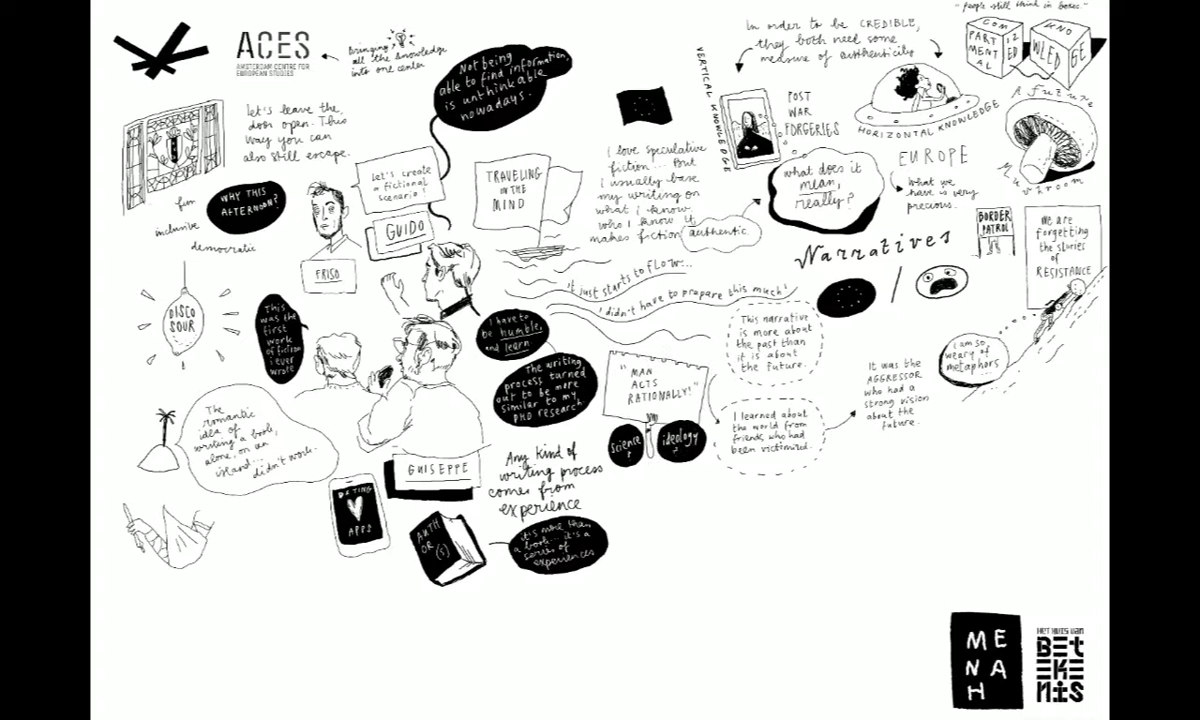 ACES
AMSTERDAM CENTRE FOR
EUROPEAN STUDIES
Bringing
all the knowledge
into one center
let's leave the
door open. This
way you can
also still escape.
WHY THIS
AFTERNOON?
fun
inclusive
democratic
FRISO
Let's create
a fictional
scenario
GUIDO
Not being
able to find information,
is unthinkable
nowadays.
TRAVELING
IN THE
MIND
I love speculative
fiction... But
I usually base
my writing on
what I know.
who I know. It
makes fiction
authentic.
VERTICAL KNOWLEDGE
In order to be CREDIBLE,
they both need some
measure of authenticity
POST
WAR
FORGERIES
what does it
mean,
really?
HORIZONTAL KNOWLEDGE
"people still think in boxes."
COM
PART
MENTAL
IZ
ED
KNO
WLED
GE
A future
Muxzroom
EUROPE
What we
have is very
precious.
BORDER
PATROL
We are
forgetting
the stories
of
RESISTANCE
Narratives
/
I am so
weary of
metaphors
it just starts to flow...
I didn't have to prepare this much!
This narrative
is more about
the past than
it is about
the future.
It was the
AGGRESSOR
who had a
strong vision
about the
future.
I learned about
the world from
friends, who had
been victimized.
"MAN
ACTS
RATIONALLY!"
Science
?
ideology
?
I have to
be humble,
and learn.
The writing
process turned
out to be more
similar to my
PHD research.
DISCO
SOUR
This
was the
first
work
of fiction
I ever
wrote
The
romantic
idea of
writing a book,
alone, on an
island...
didn't work.
GUISEPPE
Any kind of
writing process
comes from
experience
DATING
APPS
AUTH
OR (S)
it's more than
a book... it's a
series of
experiences
ME
NA
H
HET HUIS VAN
BET
EKE
NIS